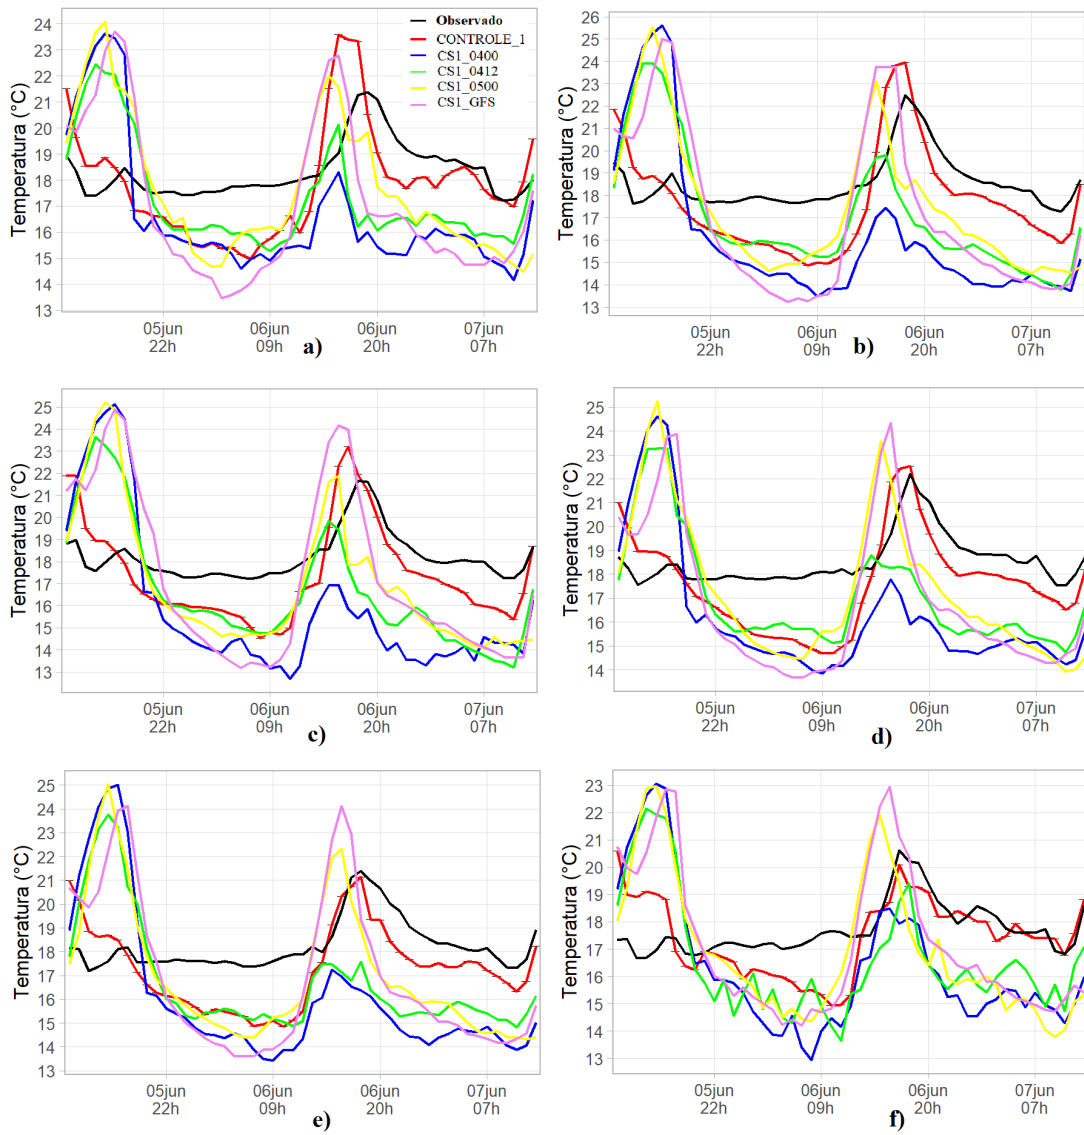 Temperatura (°C)
24
23
22
21
20
19
18
17
16
15
14
13
Observado
CONTROLE_1
CS1_0400
CS1_0412
CS1_0500
CS1_GFS
05jun 06jun 06jun 07jun
22h 09h 20h 07h
a)
Temperatura (°C)
26
25
24
23
22
21
20
19
18
17
16
15
14
13
05jun 06jun 06jun 07jun
22h 09h 20h 07h
b)
Temperatura (°C)
25
24
23
22
21
20
19
18
17
16
15
14
13
05jun 06jun 06jun 07jun
22h 09h 20h 07h
c)
Temperatura (°C)
25
24
23
22
21
20
19
18
17
16
15
14
05jun 06jun 06jun 07jun
22h 09h 20h 07h
d)
Temperatura (°C)
25
24
23
22
21
20
19
18
17
16
15
14
13
05jun 06jun 06jun 07jun
22h 09h 20h 07h
e)
Temperatura (°C)
23
22
21
20
19
18
17
16
15
14
13
05jun 06jun 06jun 07jun
22h 09h 20h 07h
f)